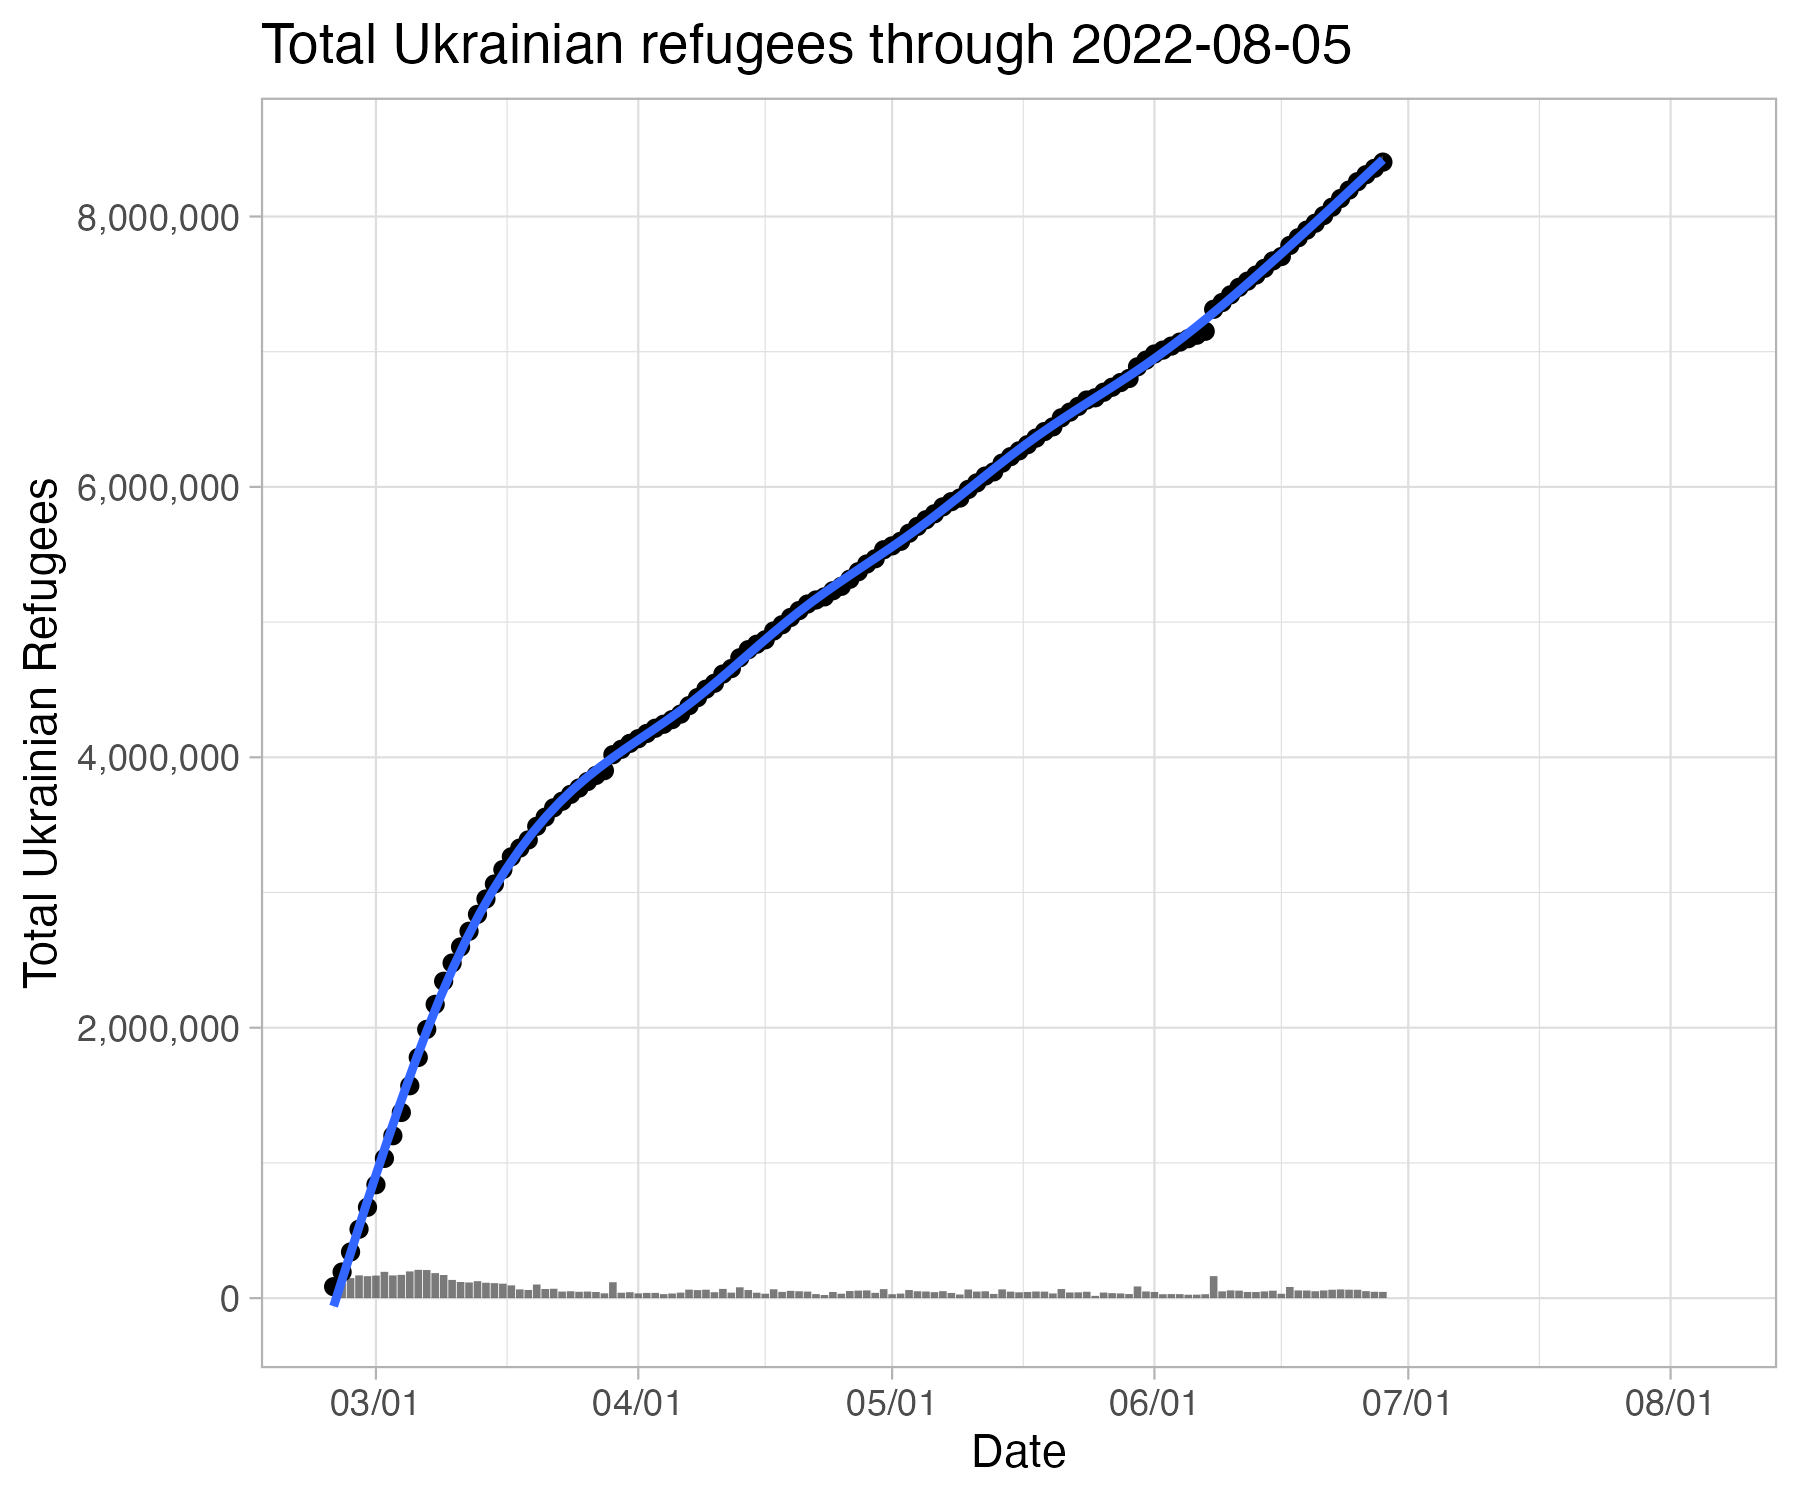 Total Ukrainian refugees through 2022-08-05
Total Ukrainian Refugees
8,000,000
6,000,000
4,000,000
2,000,000
0
03/01 04/01 05/01 06/01 07/01 08/01
Date